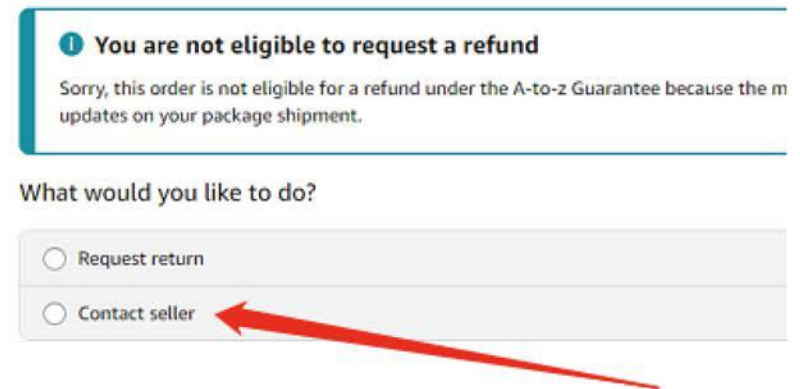 You are not eligible to request a refund
Sorry, this order is not eligible for a refund under the A-to-z Guarantee because the m
updates on your package shipment.
What would you like to do?
Request return
Contact seller